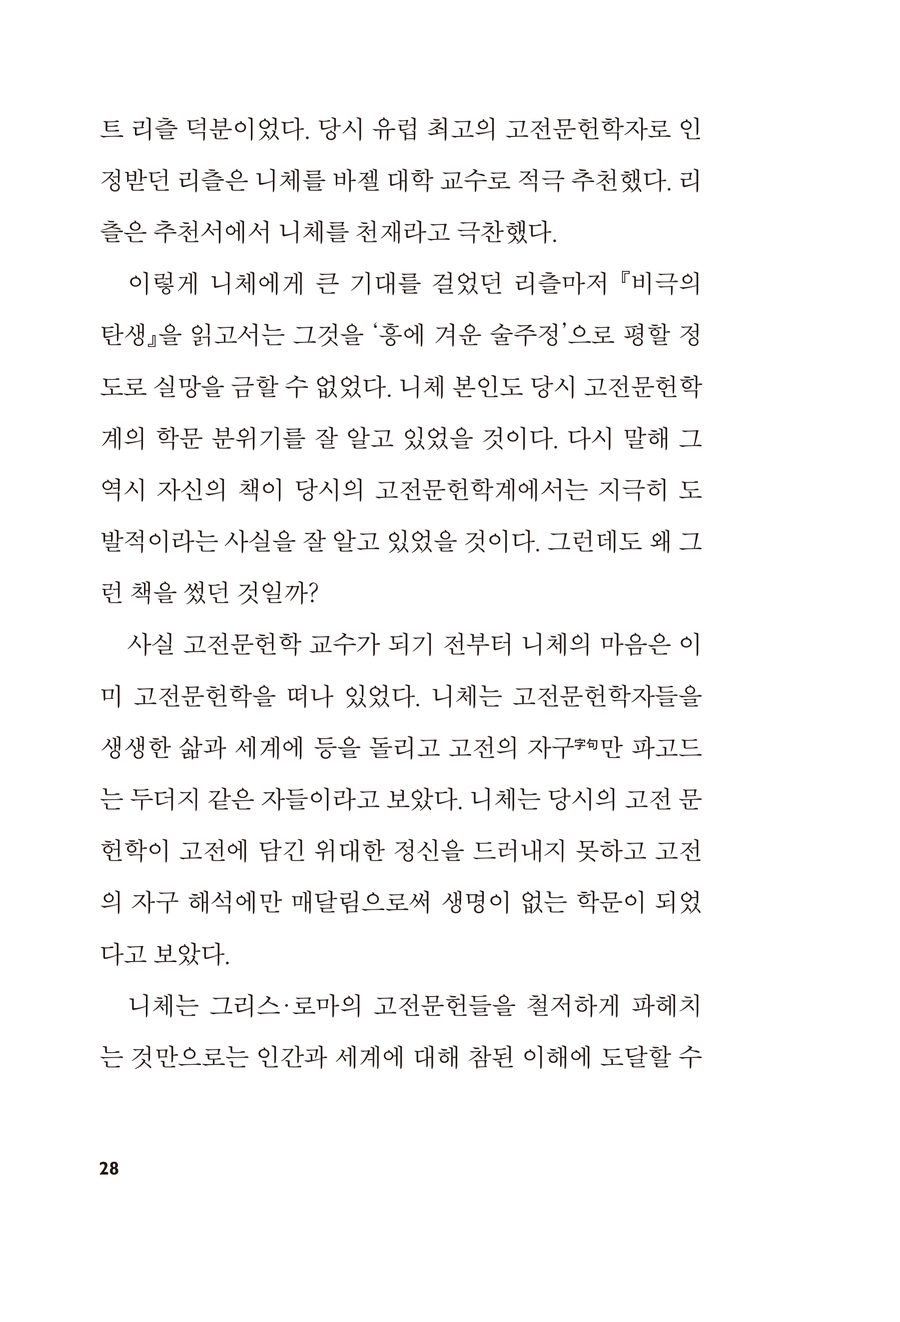 트 리츨 덕분이었다. 당시 유럽 최고의 고전문헌학자로 인
정받던 리츨은 니체를 바젤 대학 교수로 적극 추천했다. 리
츨은 추천서에서 니체를 천재라고 극찬했다.
이렇게 니체에게 큰 기대를 걸었던 리츨마저 『비극의
탄생』을 읽고서는 그것을 ‘흥에 겨운 술주정’으로 평할 정
도로 실망을 금할 수 없었다. 니체 본인도 당시 고전문헌학
계의 학문 분위기를 잘 알고 있었을 것이다. 다시 말해 그
역시 자신의 책이 당시의 고전문헌학계에서는 지극히 도
발적이라는 사실을 잘 알고 있었을 것이다. 그런데도 왜 그
런 책을 썼던 것일까?
사실 고전문헌학 교수가 되기 전부터 니체의 마음은 이
미 고전문헌학을 떠나 있었다. 니체는 고전문헌학자들을
생생한 삶과 세계에 등을 돌리고 고전의 자구字句만 파고드
는 두더지 같은 자들이라고 보았다. 니체는 당시의 고전 문
헌학이 고전에 담긴 위대한 정신을 드러내지 못하고 고전
의 자구 해석에만 매달림으로써 생명이 없는 학문이 되었
다고 보았다.
니체는 그리스·로마의 고전문헌들을 철저하게 파헤치
는 것만으로는 인간과 세계에 대해 참된 이해에 도달할 수
28